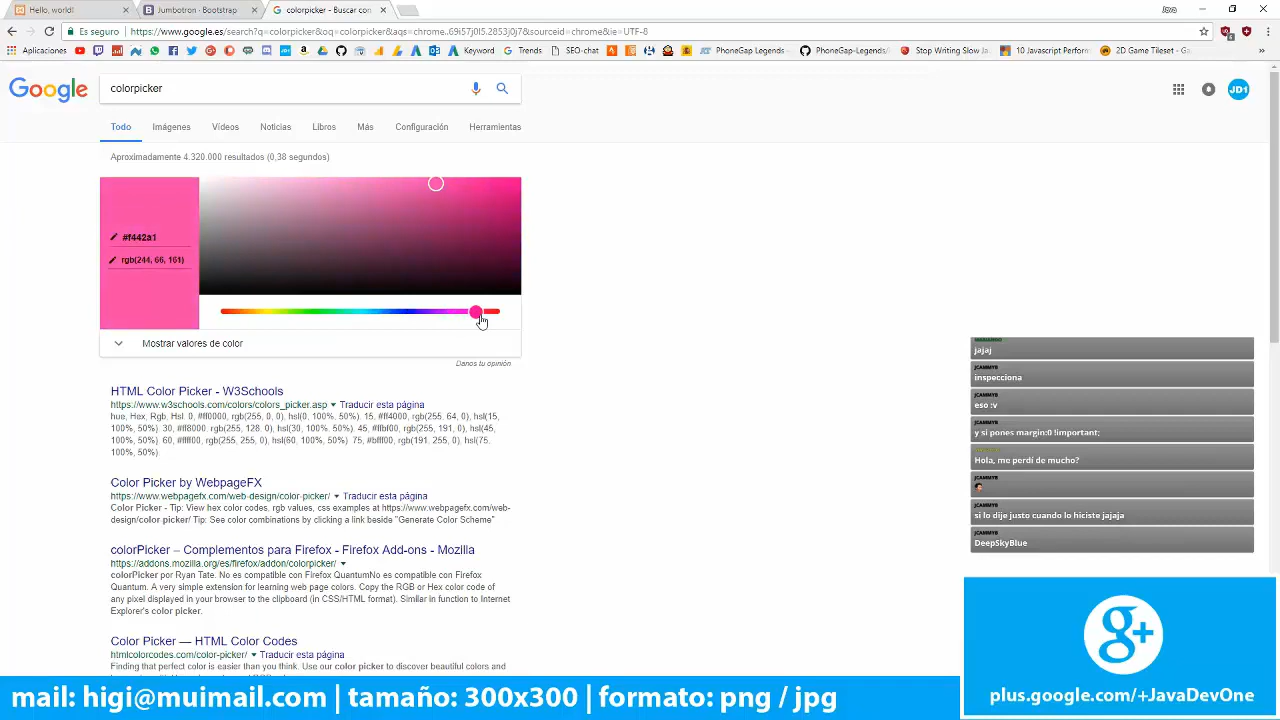 Hello, world!
Jumbotron · Bootstrap
colorpicker - Buscar con
Java
Es seguro
https://www.google.es/search?q=colorpicker&oq=colorpicker&aqs=chrome..69i57j0l5.2853j0j7&sourceid=chrome&ie=UTF-8
Aplicaciones
Keyword
Trends
SEO-chat
PhoneGap Legends -
PhoneGap-Legends/
Stop Writing Slow Ja
10 Javascript Perform
2D Game Tileset - G
Google
colorpicker
JD1
Todo
Imágenes
Vídeos
Noticias
Libros
Más
Configuración
Herramientas
Aproximadamente 4.320.000 resultados (0,38 segundos)
#f442a1
rgb(244, 66, 161)
Mostrar valores de color
Danos tu opinión
HTML Color Picker - W3Schools
https://www.w3schools.com/colors/colors_picker.asp ▼ Traducir esta página
hue, Hex, Rgb, Hsl. 0, #ff0000, rgb(255, 0, 0), hsl(0, 100%, 50%). 15, #ff4000, rgb(255, 64, 0), hsl(15,
100%, 50%). 30, #ff8000, rgb(255, 128, 0), hsl(30, 100%, 50%). 45, #ffbf00, rgb(255, 191, 0), hsl(45,
100%, 50%). 60, #ffff00, rgb(255, 255, 0), hsl(60, 100%, 50%). 75, #bfff00, rgb(191, 255, 0), hsl(75,
100%, 50%).
Color Picker by WebpageFX
https://www.webpagefx.com/web-design/color-picker/ ▼ Traducir esta página
Color Picker - Tip: View hex color codes, rgb values, css examples at https://www.webpagefx.com/web-
design/color picker/ Tip: See color combinations by clicking a link beside "Generate Color Scheme"
colorPicker – Complementos para Firefox - Firefox Add-ons - Mozilla
https://addons.mozilla.org/es/firefox/addon/colorpicker/ ▼
colorPicker por Ryan Tate. No es compatible con Firefox QuantumNo es compatible con Firefox
Quantum. A very simple extension for learning web page colors. Copy the RGB or Hex color code of
any pixel displayed in your browser to the clipboard (in CSS/HTML format). Similar in function to Internet
Explorer's color picker.
Color Picker — HTML Color Codes
htmlcolorcodes.com/color-picker/ ▼ Traducir esta página
Finding that perfect color is easier than you think. Use our color picker to discover beautiful colors and
jajaj
JCAMMYB
inspecciona
JCAMMYB
eso :v
JCAMMYB
y si pones margin:0 !important;
Hola, me perdí de mucho?
JCAMMYB
JCAMMYB
si lo dije justo cuando lo hiciste jajaja
JCAMMYB
DeepSkyBlue
g+
plus.google.com/+JavaDevOne
mail: higi@muimail.com | tamaño: 300x300 | formato: png / jpg